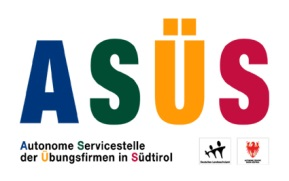 ASÜS
Autonome Servicestelle
der Übungsfirmen in Südtirol